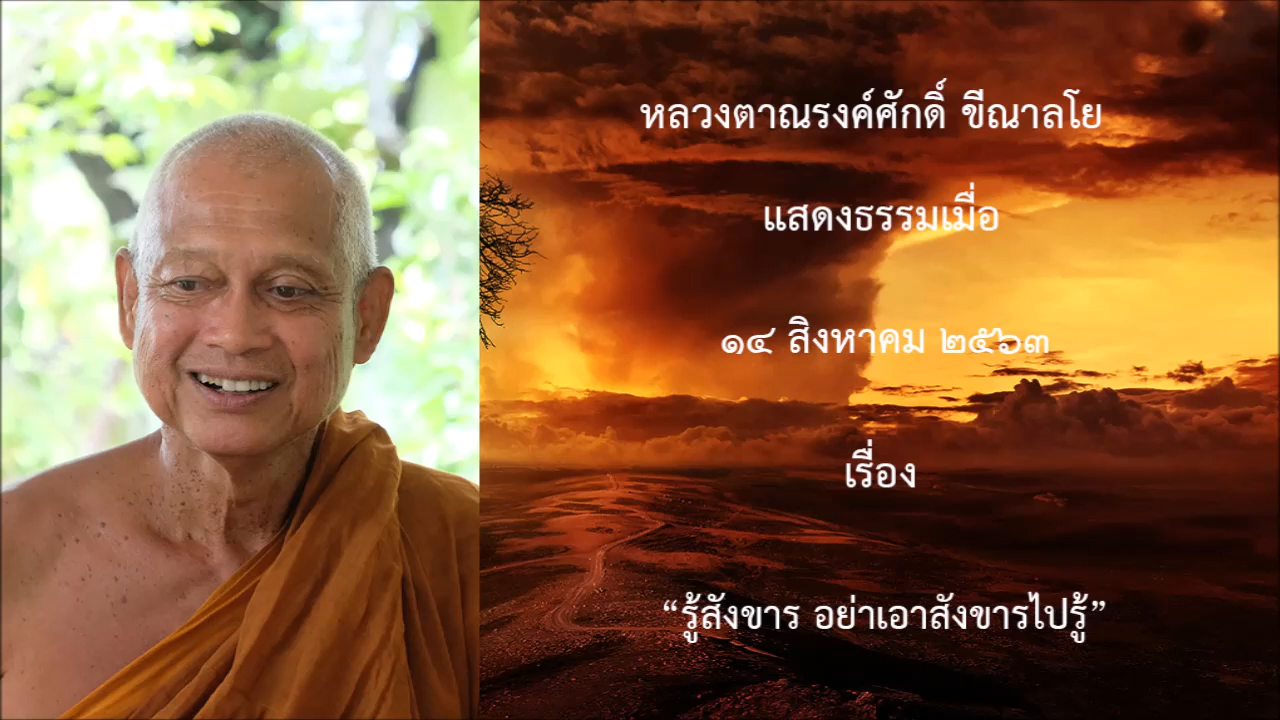 หลวงตาณรงค์ศักดิ์ ขีณาลโย
แสดงธรรมเมื่อ
๑๔ สิงหาคม ๒๕๖๓
เรื่อง
“รู้สังขาร อย่าเอาสังขารไปรู้”